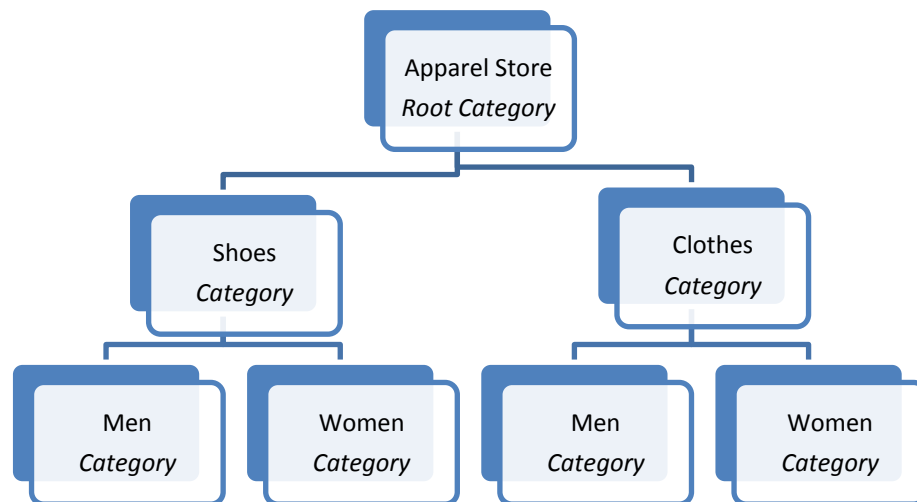 Apparel Store
Root Category
Shoes
Category
Clothes
Category
Men
Category
Women
Category
Men
Category
Women
Category